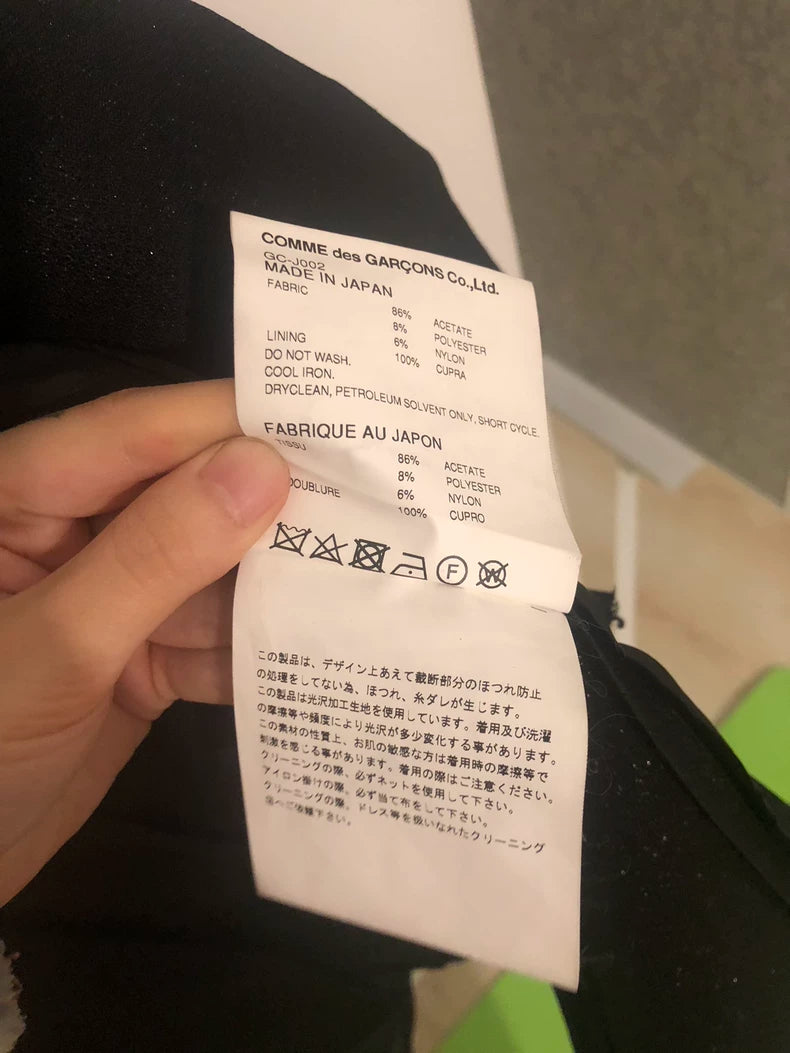 COMME des GARÇONS Co.,Ltd.
GC-J002
MADE IN JAPAN
FABRIC
86% ACETATE
8% POLYESTER
6% NYLON
LINING 100% CUPRA
DO NOT WASH.
COOL IRON.
DRYCLEAN, PETROLEUM SOLVENT ONLY, SHORT CYCLE.
FABRIQUE AU JAPON
TISSU
86% ACETATE
8% POLYESTER
6% NYLON
DOUBLURE 100% CUPRO
F W
この製品は、デザイン上あえて裁断部分のほつれ防止
の処理をしてない為、ほつれ、糸ダレが生じます。
この製品は光沢加工生地を使用しています。着用及び洗濯
の摩擦等や頻度により光沢が多少変化する事があります。
この素材の性質上、お肌の敏感な方は着用時の摩擦等で
刺激を感じる事があります。着用の際はご注意ください。
クリーニングの際、必ずネットを使用して下さい。
アイロン掛けの際、必ず当て布をして下さい。
クリーニングの際、ドレス等を扱いなれたクリーニング
店へご依頼下さい。